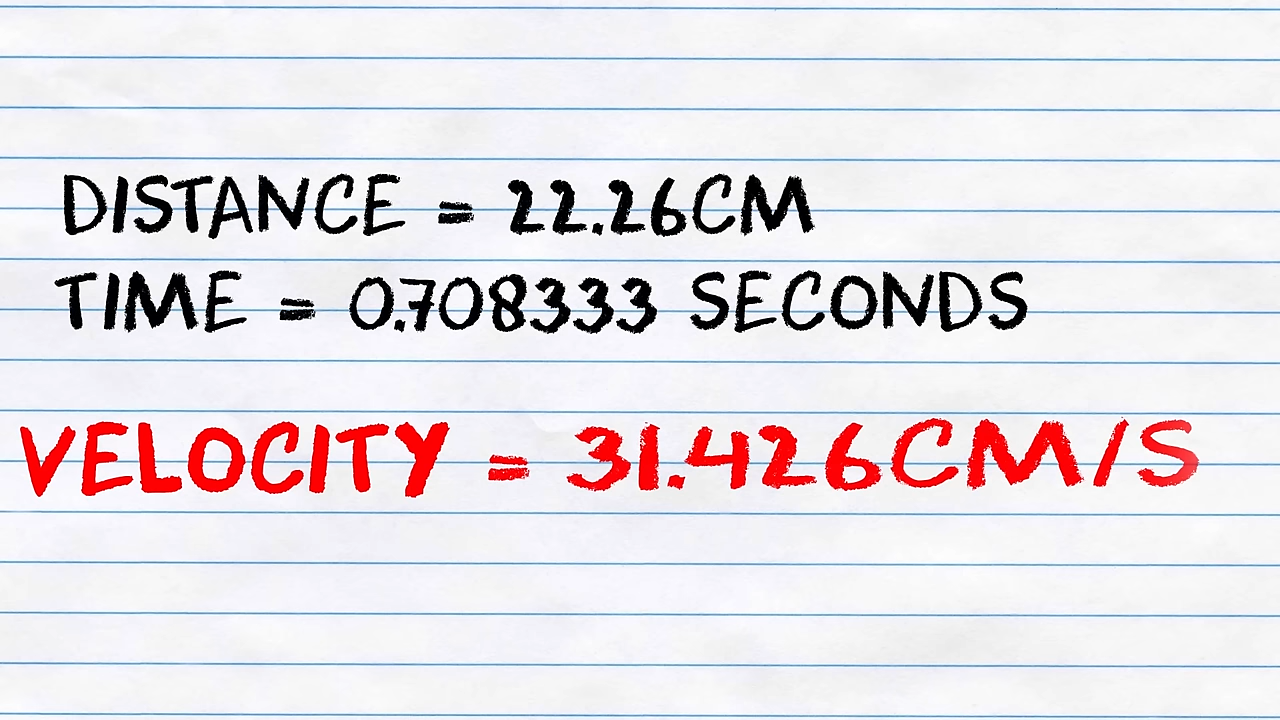 DISTANCE = 22.26CM
TIME = 0.708333 SECONDS
VELOCITY = 31.426CM/S